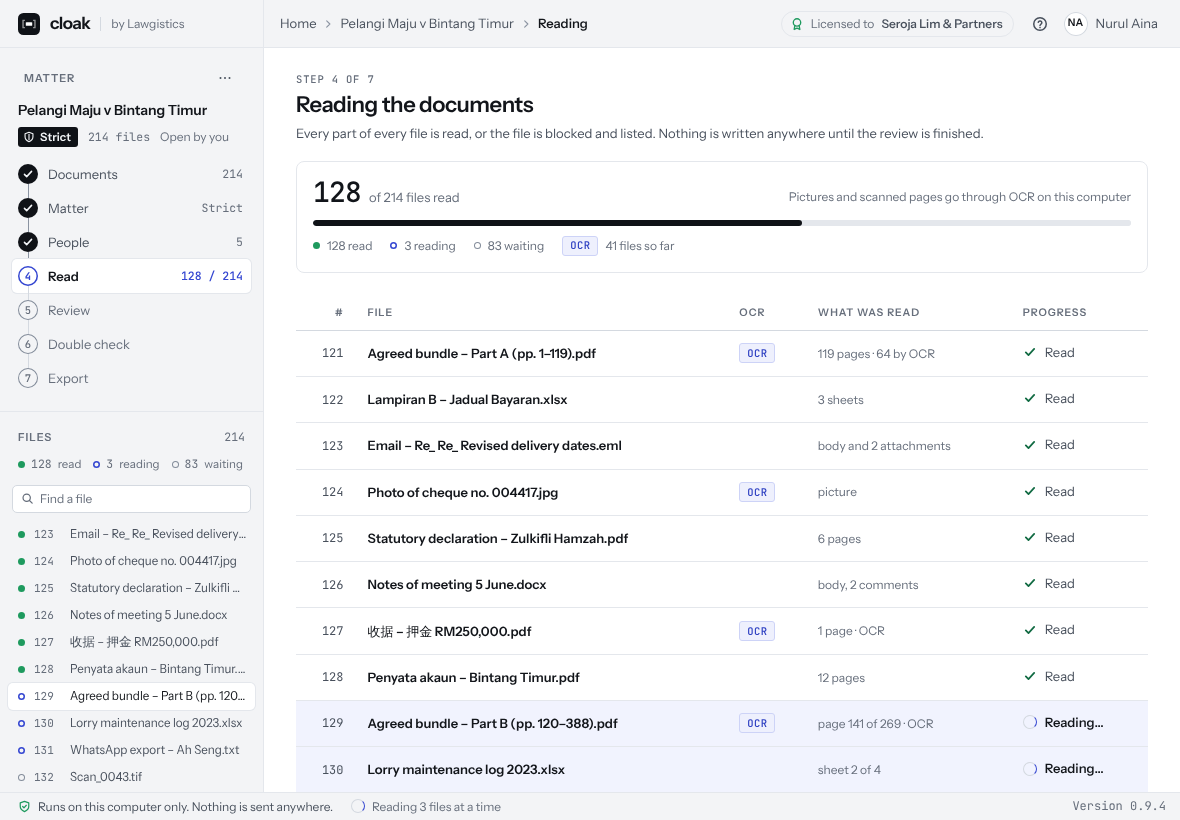 cloak by Lawgistics
Home Pelangi Maju v Bintang Timur Reading
Licensed to Seroja Lim & Partners
NA Nurul Aina
MATTER
Pelangi Maju v Bintang Timur
Strict 214 files Open by you
Documents 214
Matter Strict
People 5
4 Read 128 / 214
5 Review
6 Double check
7 Export
FILES 214
128 read 3 reading 83 waiting
Find a file
123 Email – Re_ Re_ Revised delivery...
124 Photo of cheque no. 004417.jpg
125 Statutory declaration – Zulkifli ...
126 Notes of meeting 5 June.docx
127 收据 – 押金 RM250,000.pdf
128 Penyata akaun – Bintang Timur....
129 Agreed bundle – Part B (pp. 120...
130 Lorry maintenance log 2023.xlsx
131 WhatsApp export – Ah Seng.txt
132 Scan_0043.tif
STEP 4 OF 7
Reading the documents
Every part of every file is read, or the file is blocked and listed. Nothing is written anywhere until the review is finished.
128 of 214 files read
Pictures and scanned pages go through OCR on this computer
128 read 3 reading 83 waiting OCR 41 files so far
# FILE OCR WHAT WAS READ PROGRESS
121 Agreed bundle – Part A (pp. 1–119).pdf OCR 119 pages · 64 by OCR Read
122 Lampiran B – Jadual Bayaran.xlsx 3 sheets Read
123 Email – Re_ Re_ Revised delivery dates.eml body and 2 attachments Read
124 Photo of cheque no. 004417.jpg OCR picture Read
125 Statutory declaration – Zulkifli Hamzah.pdf 6 pages Read
126 Notes of meeting 5 June.docx body, 2 comments Read
127 收据 – 押金 RM250,000.pdf OCR 1 page · OCR Read
128 Penyata akaun – Bintang Timur.pdf 12 pages Read
129 Agreed bundle – Part B (pp. 120–388).pdf OCR page 141 of 269 · OCR Reading...
130 Lorry maintenance log 2023.xlsx sheet 2 of 4 Reading...
Runs on this computer only. Nothing is sent anywhere. Reading 3 files at a time
Version 0.9.4